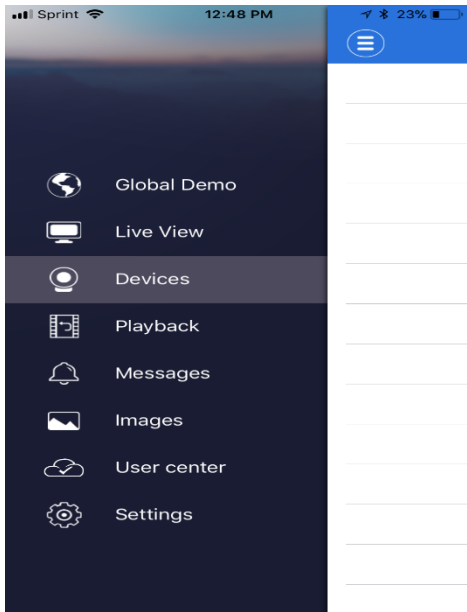 Sprint 12:48 PM 23%
Global Demo
Live View
Devices
Playback
Messages
Images
User center
Settings